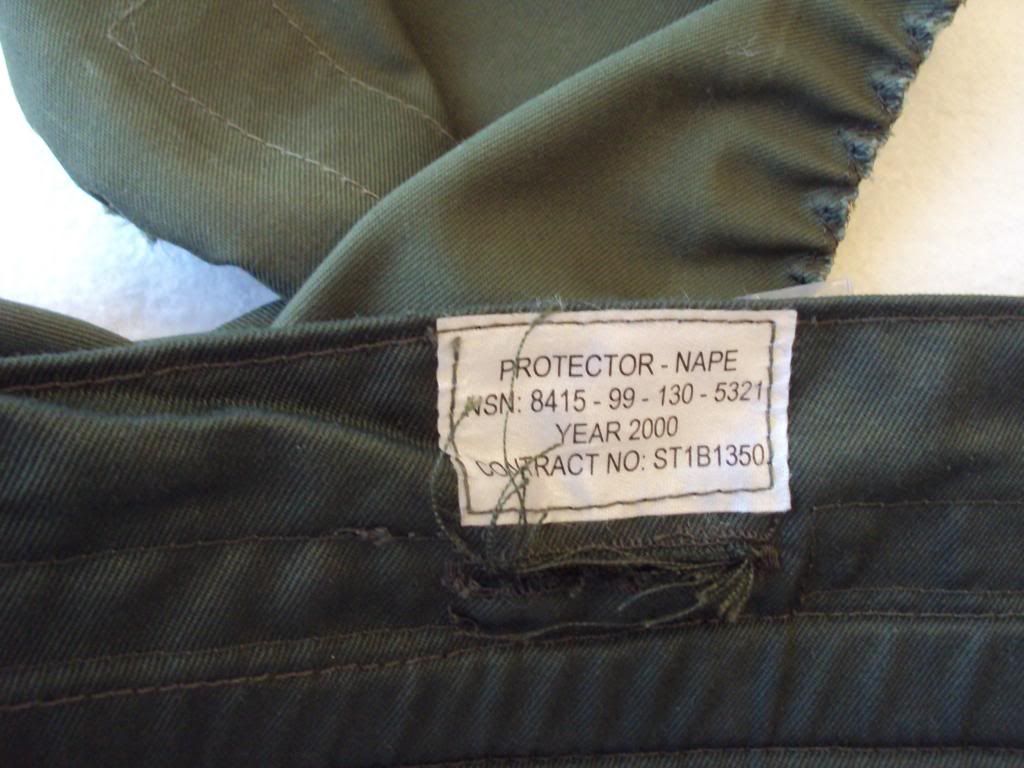 PROTECTOR - NAPE
NSN: 8415 - 99 - 130 - 5321
YEAR 2000
CONTRACT NO: ST1B1350